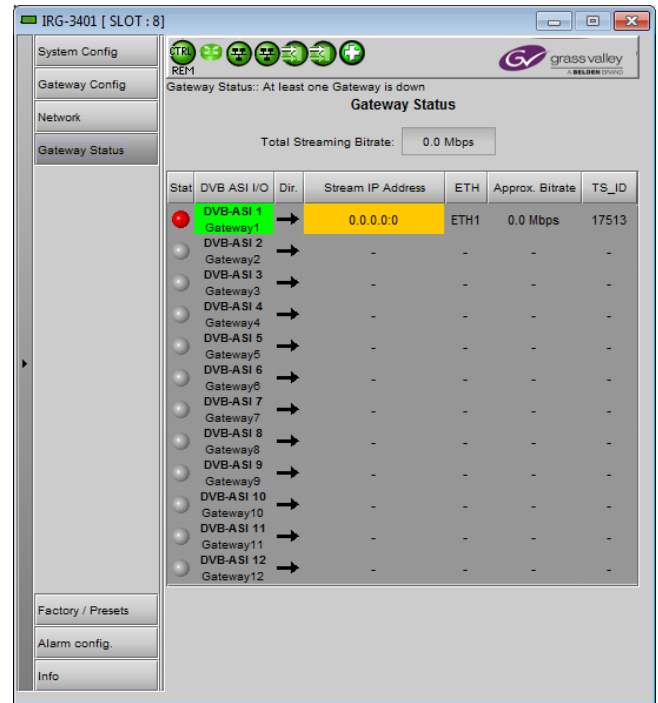 IRG-3401 [ SLOT : 8]
System Config
Gateway Config
Network
Gateway Status
Factory / Presets
Alarm config.
Info
CTRL
REM
grass valley
A BELDEN BRAND
Gateway Status:: At least one Gateway is down
Gateway Status
Total Streaming Bitrate: 0.0 Mbps
Stat DVB ASI I/O Dir. Stream IP Address ETH Approx. Bitrate TS_ID
DVB-ASI 1
Gateway1 0.0.0.0:0 ETH1 0.0 Mbps 17513
DVB-ASI 2
Gateway2 - - - -
DVB-ASI 3
Gateway3 - - - -
DVB-ASI 4
Gateway4 - - - -
DVB-ASI 5
Gateway5 - - - -
DVB-ASI 6
Gateway6 - - - -
DVB-ASI 7
Gateway7 - - - -
DVB-ASI 8
Gateway8 - - - -
DVB-ASI 9
Gateway9 - - - -
DVB-ASI 10
Gateway10 - - - -
DVB-ASI 11
Gateway11 - - - -
DVB-ASI 12
Gateway12 - - - -